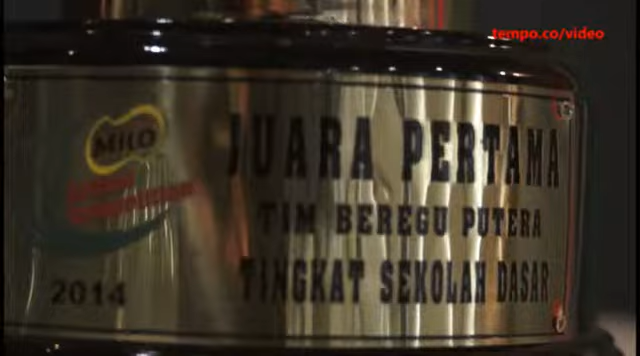 tempo.co/video
MILO
JUARA PERTAMA
TIM BEREGU PUTERA
TINGKAT SEKOLAH DASAR
2014